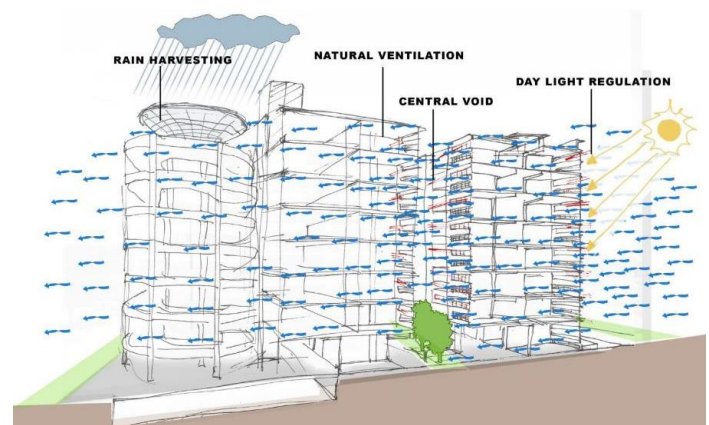 RAIN HARVESTING
NATURAL VENTILATION
CENTRAL VOID
DAY LIGHT REGULATION